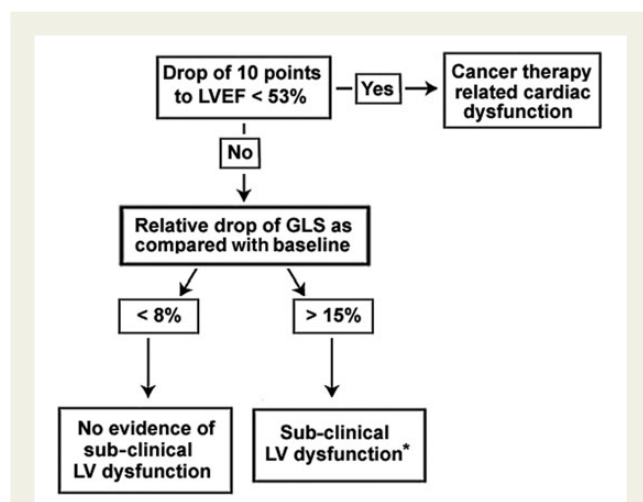 Drop of 10 points
to LVEF < 53%
Yes
Cancer therapy
related cardiac
dysfunction
No
Relative drop of GLS as
compared with baseline
< 8%
> 15%
No evidence of
sub-clinical
LV dysfunction
Sub-clinical
LV dysfunction*